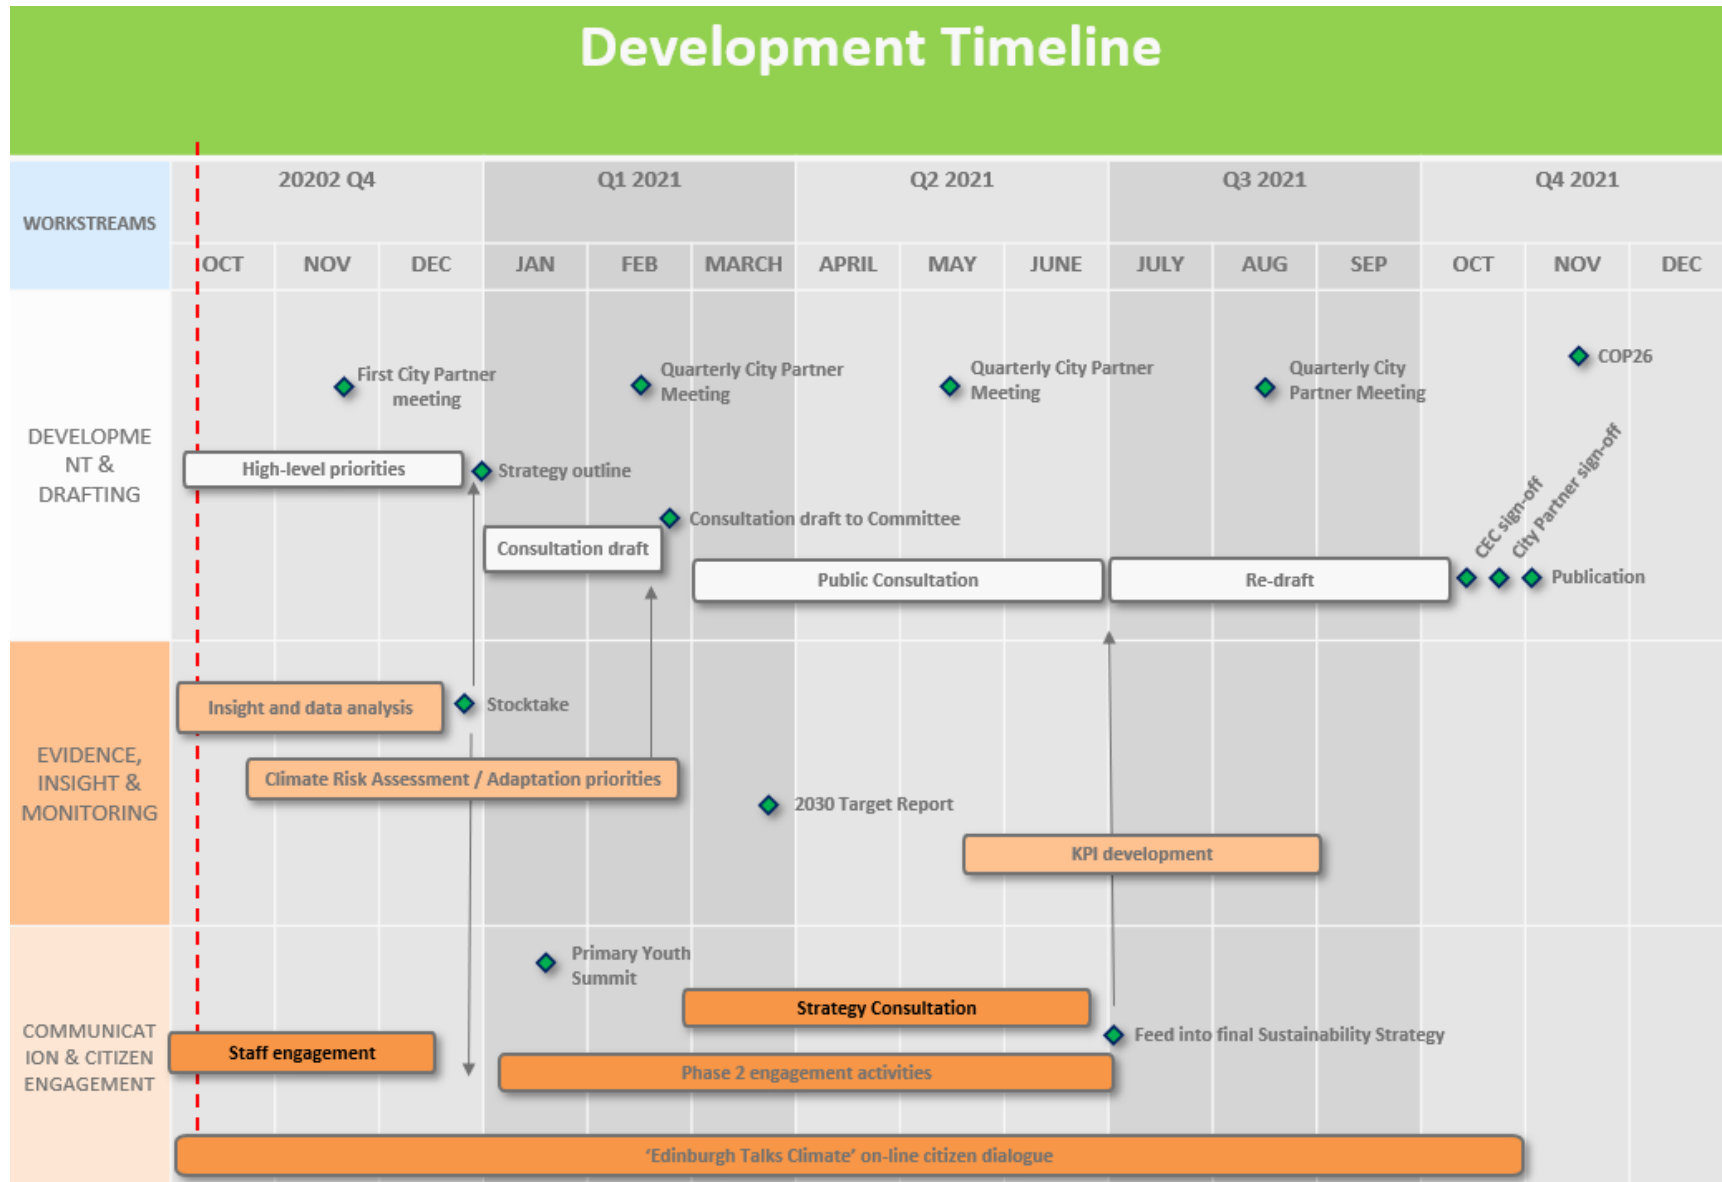 Development Timeline
WORKSTREAMS
20202 Q4
Q1 2021
Q2 2021
Q3 2021
Q4 2021
OCT
NOV
DEC
JAN
FEB
MARCH
APRIL
MAY
JUNE
JULY
AUG
SEP
OCT
NOV
DEC
DEVELOPME
NT &
DRAFTING
First City Partner
meeting
Quarterly City Partner
Meeting
Quarterly City Partner
Meeting
Quarterly City
Partner Meeting
COP26
High-level priorities
Strategy outline
Consultation draft to Committee
Consultation draft
Public Consultation
Re-draft
CEC sign-off
City Partner sign-off
Publication
EVIDENCE,
INSIGHT &
MONITORING
Insight and data analysis
Stocktake
Climate Risk Assessment / Adaptation priorities
2030 Target Report
KPI development
COMMUNICAT
ION & CITIZEN
ENGAGEMENT
Primary Youth
Summit
Strategy Consultation
Staff engagement
Feed into final Sustainability Strategy
Phase 2 engagement activities
‘Edinburgh Talks Climate’ on-line citizen dialogue